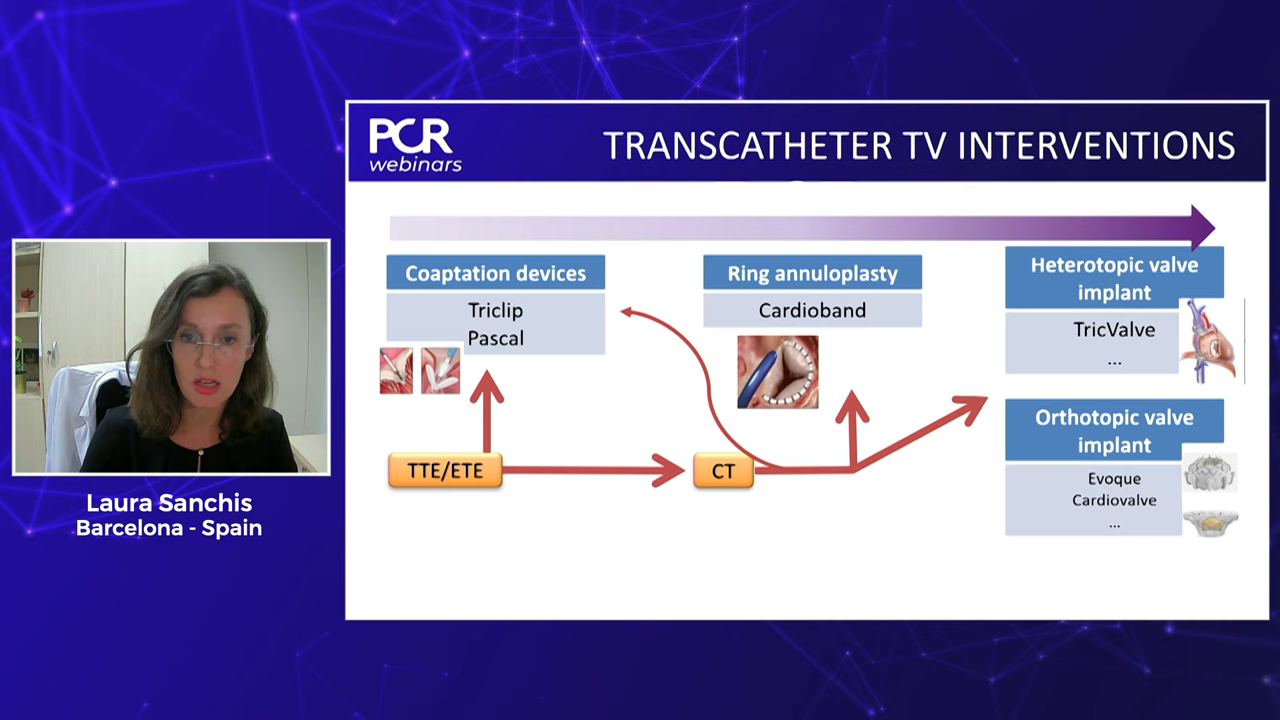 PCR
webinars
TRANSCATHETER TV INTERVENTIONS
Coaptation devices
Triclip
Pascal
Ring annuloplasty
Cardioband
Heterotopic valve
implant
TricValve
...
Orthotopic valve
implant
Evoque
Cardiovalve
...
TTE/ETE
CT
Laura Sanchis
Barcelona - Spain